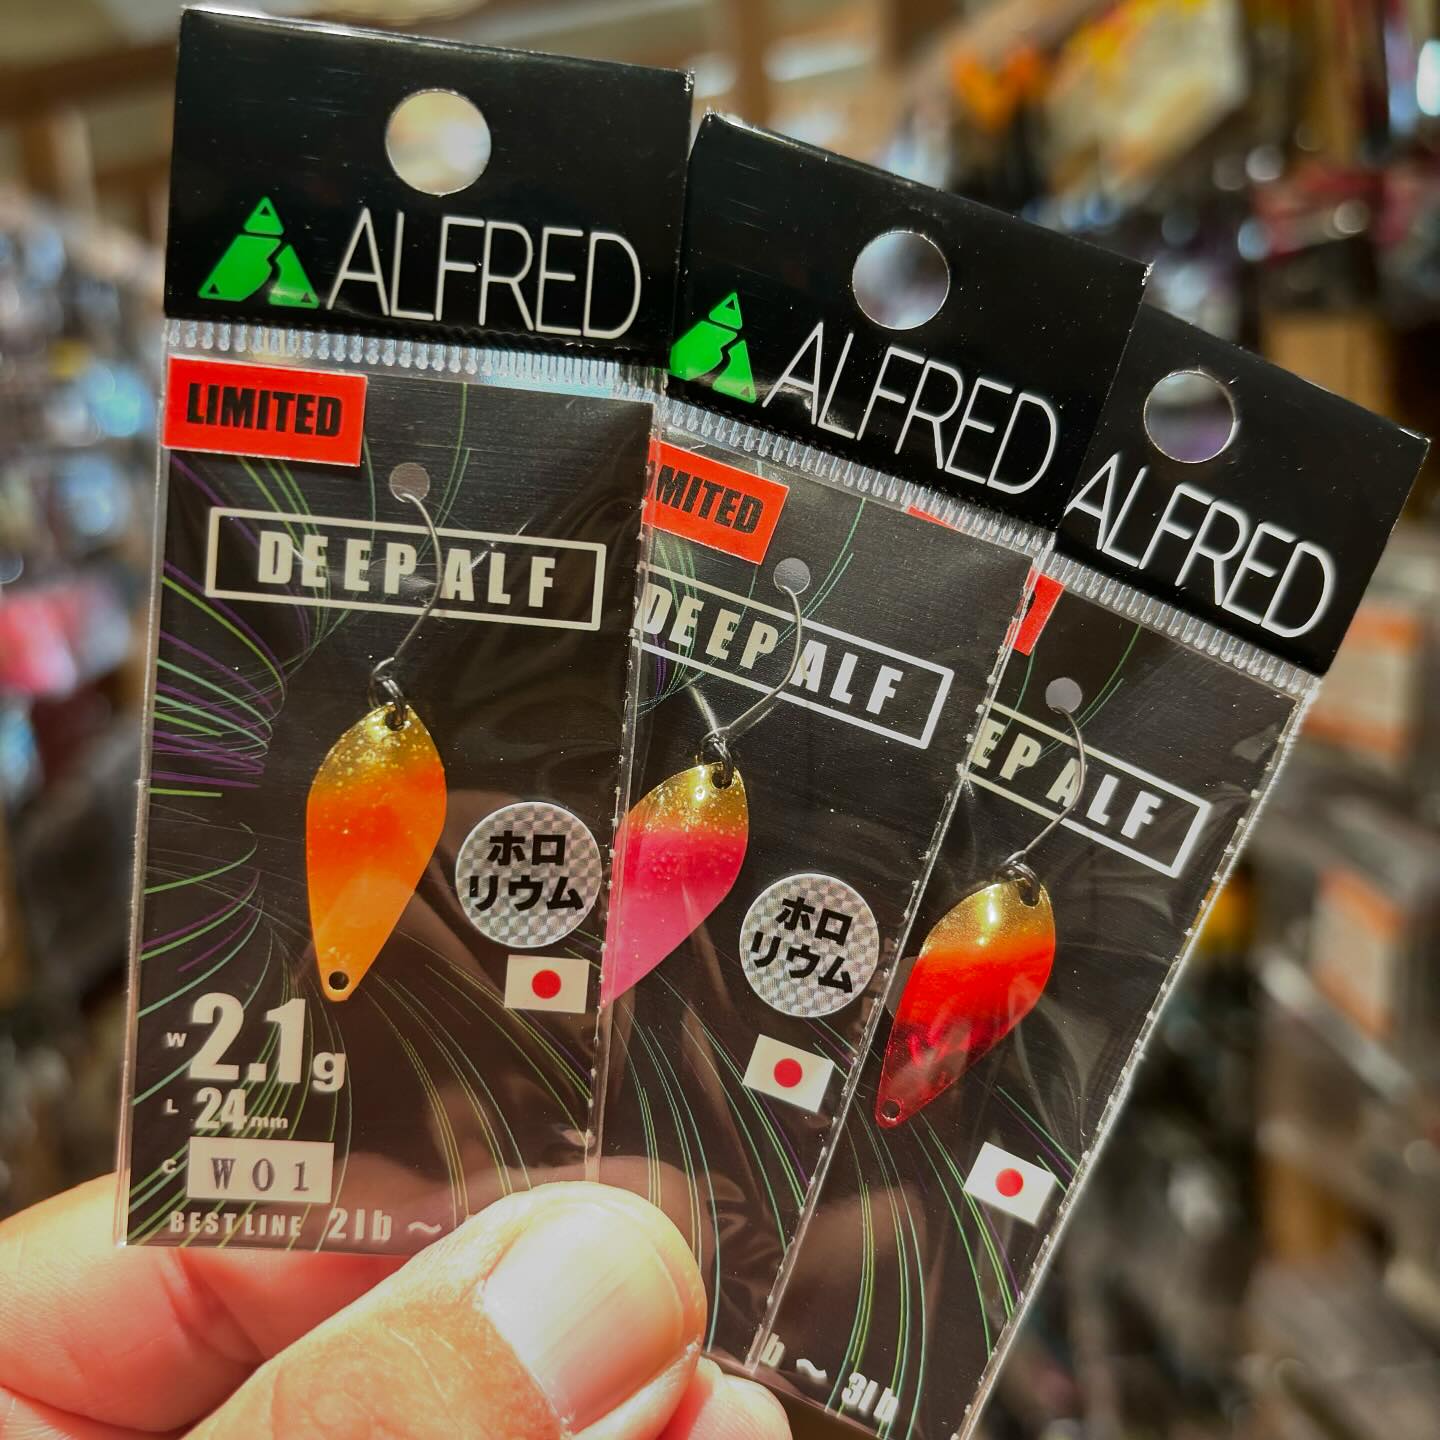 ALFRED
LIMITED
DEEP ALF
ホロ
リウム
W 2.1g
L 24mm
C W01
BEST LINE 2lb ~
ALFRED
IMITED
DEEP ALF
ホロ
リウム
ALFRED
EP ALF
b ~ 3lb